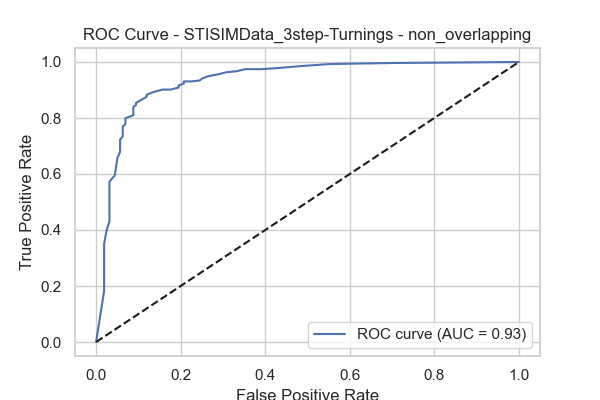 ROC Curve - STISIMData_3step-Turnings - non_overlapping
True Positive Rate
1.0
0.8
0.6
0.4
0.2
0.0
ROC curve (AUC = 0.93)
0.0 0.2 0.4 0.6 0.8 1.0
False Positive Rate